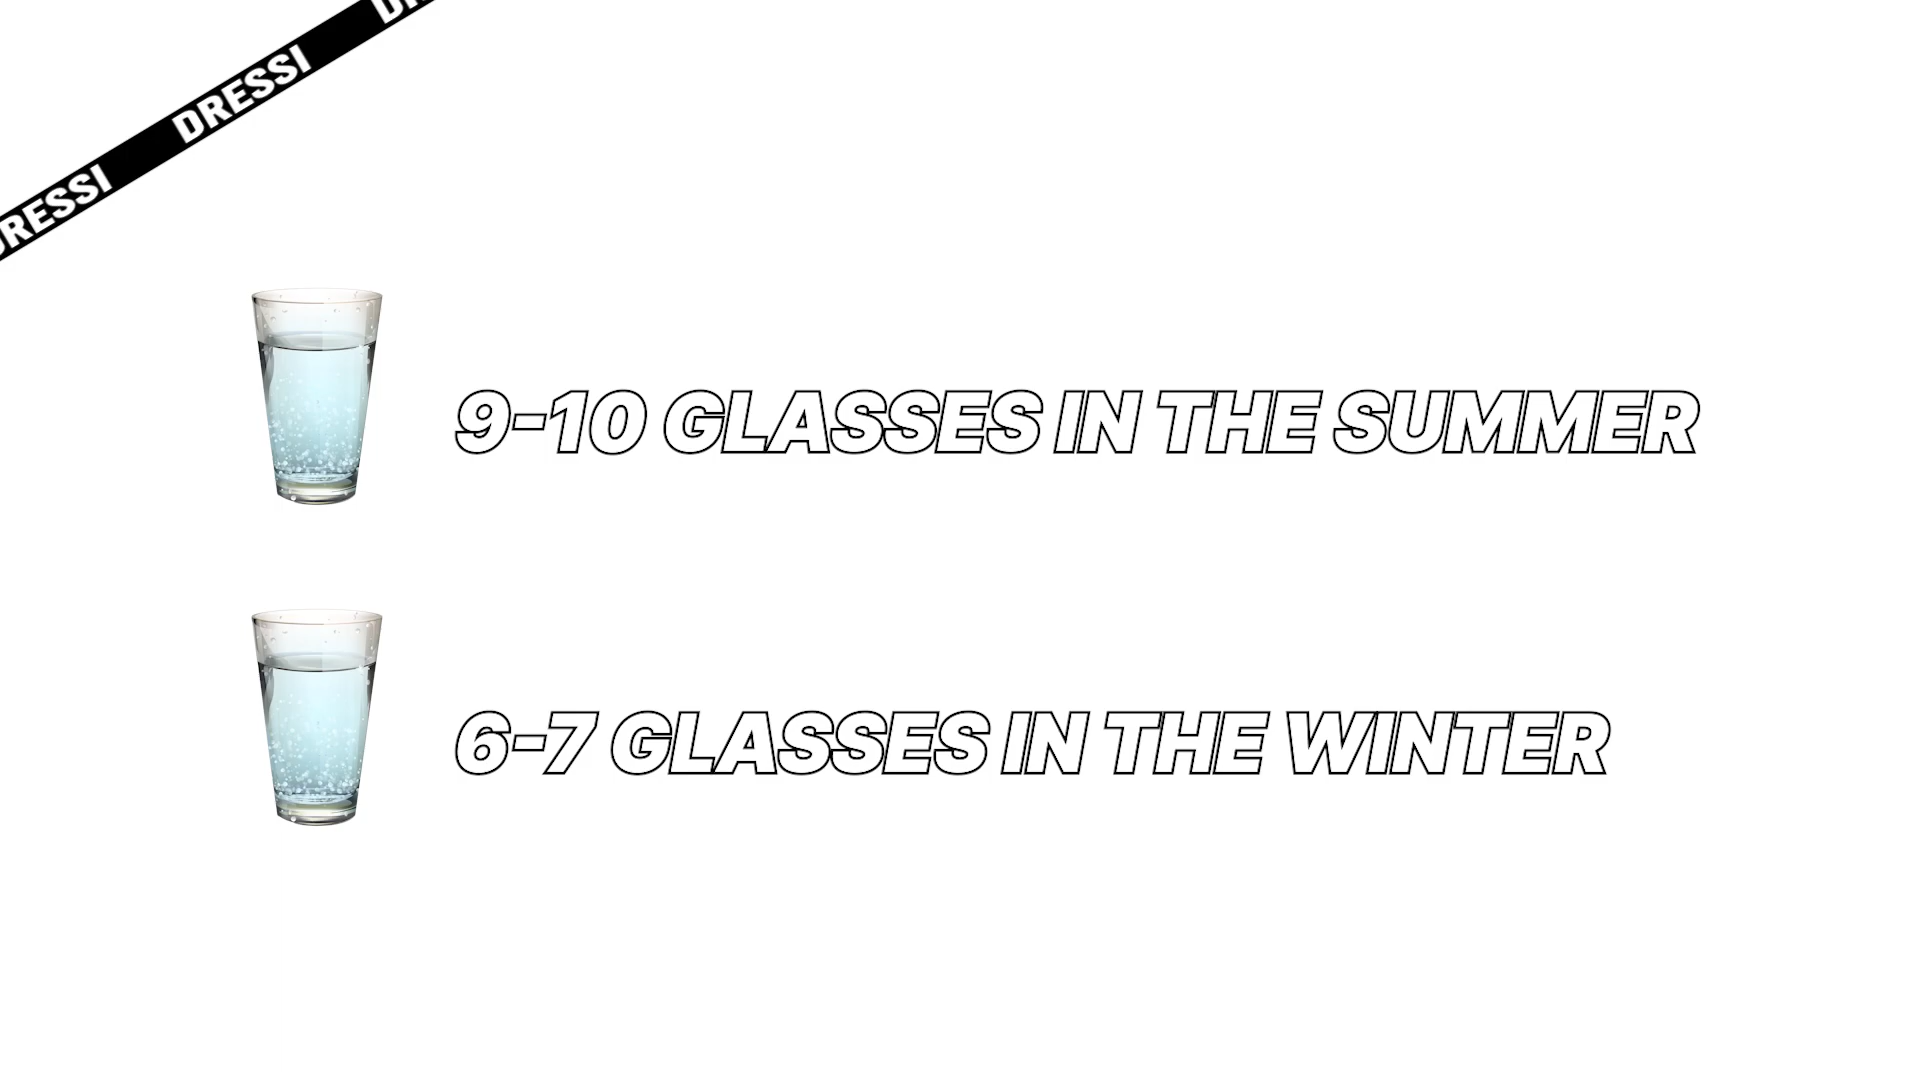 DRESSI
DRESSI
9-10 GLASSES IN THE SUMMER
6-7 GLASSES IN THE WINTER